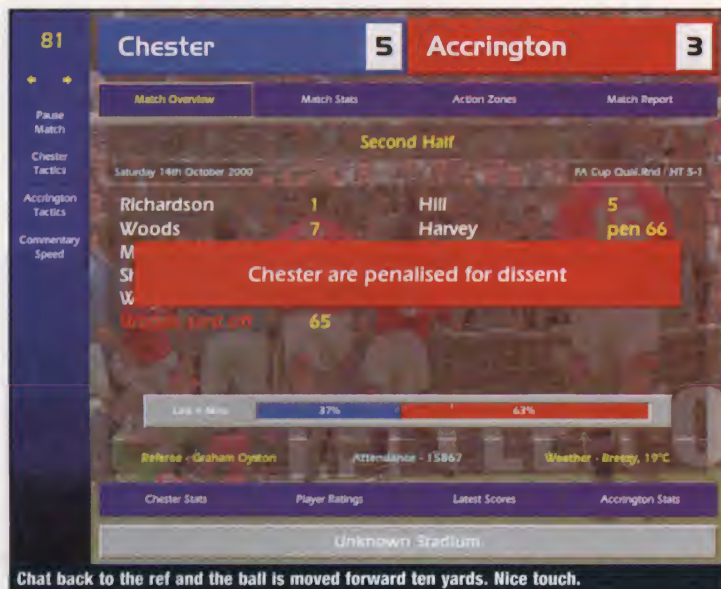 81
Chester 5 Accrington 3
Match Overview Match Stats Action Zones Match Report
Pause
Match
Chester
Tactics
Accrington
Tactics
Commentary
Speed
Second Half
Saturday 14th October 2000 FA Cup Qual.Rnd / HT 5-1
Richardson 1 Hill 5
Woods 7 Harvey pen 66
M
Sh
W
Chester are penalised for dissent
sent off 65
37% 63%
Referee - Graham Oyston Attendance - 15867 Weather - Breezy, 19°C
Chester Stats Player Ratings Latest Scores Accrington Stats
Unknown Stadium
Chat back to the ref and the ball is moved forward ten yards. Nice touch.